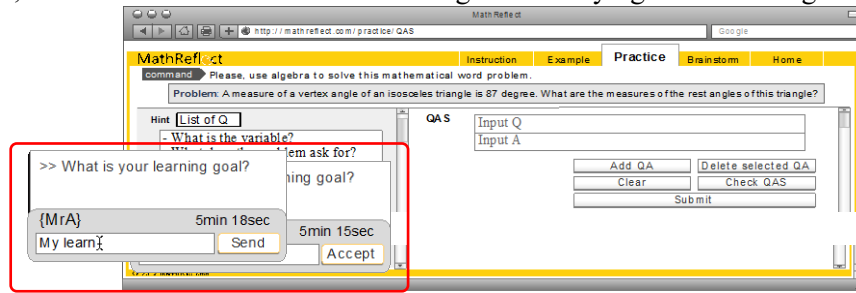 MathReflect
http://mathreflect.com/practice/QAS
Google
MathReflect
Instruction Example Practice Brainstorm Home
command Please, use algebra to solve this mathematical word problem.
Problem: A measure of a vertex angle of an isosceles triangle is 87 degree. What are the measures of the rest angles of this triangle?
Hint List of Q
- What is the variable?
QAS
Input Q
Input A
Add QA Delete selected QA
Clear Check QAS
Submit
lem ask for?
>> What is your learning goal?
ning goal?
{MrA} 5min 18sec
My learn Send
5min 15sec
Accept